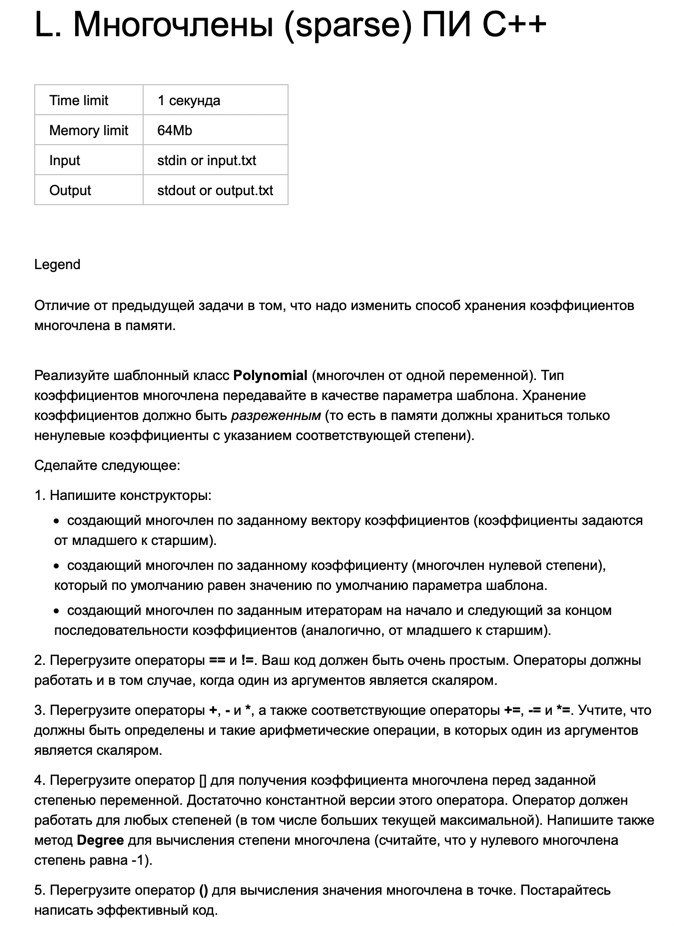 L. Многочлены (sparse) ПИ C++
Time limit 1 секунда
Memory limit 64Mb
Input stdin or input.txt
Output stdout or output.txt
Legend
Отличие от предыдущей задачи в том, что надо изменить способ хранения коэффициентов
многочлена в памяти.
Реализуйте шаблонный класс Polynomial (многочлен от одной переменной). Тип
коэффициентов многочлена передавайте в качестве параметра шаблона. Хранение
коэффициентов должно быть разреженным (то есть в памяти должны храниться только
ненулевые коэффициенты с указанием соответствующей степени).
Сделайте следующее:
1. Напишите конструкторы:
• создающий многочлен по заданному вектору коэффициентов (коэффициенты задаются
от младшего к старшим).
• создающий многочлен по заданному коэффициенту (многочлен нулевой степени),
который по умолчанию равен значению по умолчанию параметра шаблона.
• создающий многочлен по заданным итераторам на начало и следующий за концом
последовательности коэффициентов (аналогично, от младшего к старшим).
2. Перегрузите операторы == и !=. Ваш код должен быть очень простым. Операторы должны
работать и в том случае, когда один из аргументов является скаляром.
3. Перегрузите операторы +, - и *, а также соответствующие операторы +=, -= и *=. Учтите, что
должны быть определены и такие арифметические операции, в которых один из аргументов
является скаляром.
4. Перегрузите оператор [] для получения коэффициента многочлена перед заданной
степенью переменной. Достаточно константной версии этого оператора. Оператор должен
работать для любых степеней (в том числе больших текущей максимальной). Напишите также
метод Degree для вычисления степени многочлена (считайте, что у нулевого многочлена
степень равна -1).
5. Перегрузите оператор () для вычисления значения многочлена в точке. Постарайтесь
написать эффективный код.